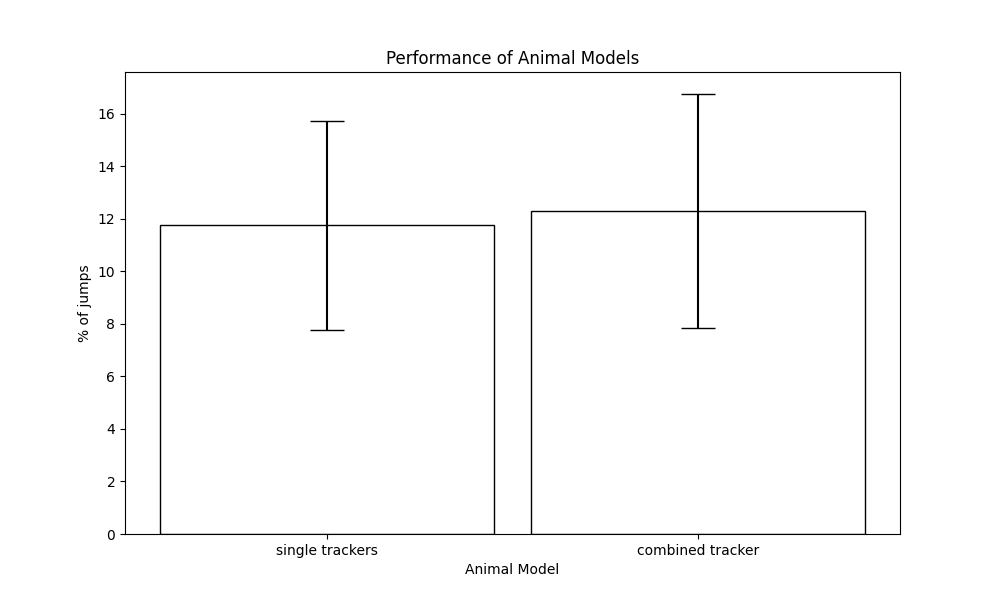 Performance of Animal Models
% of jumps
16
14
12
10
8
6
4
2
0
single trackers
combined tracker
Animal Model